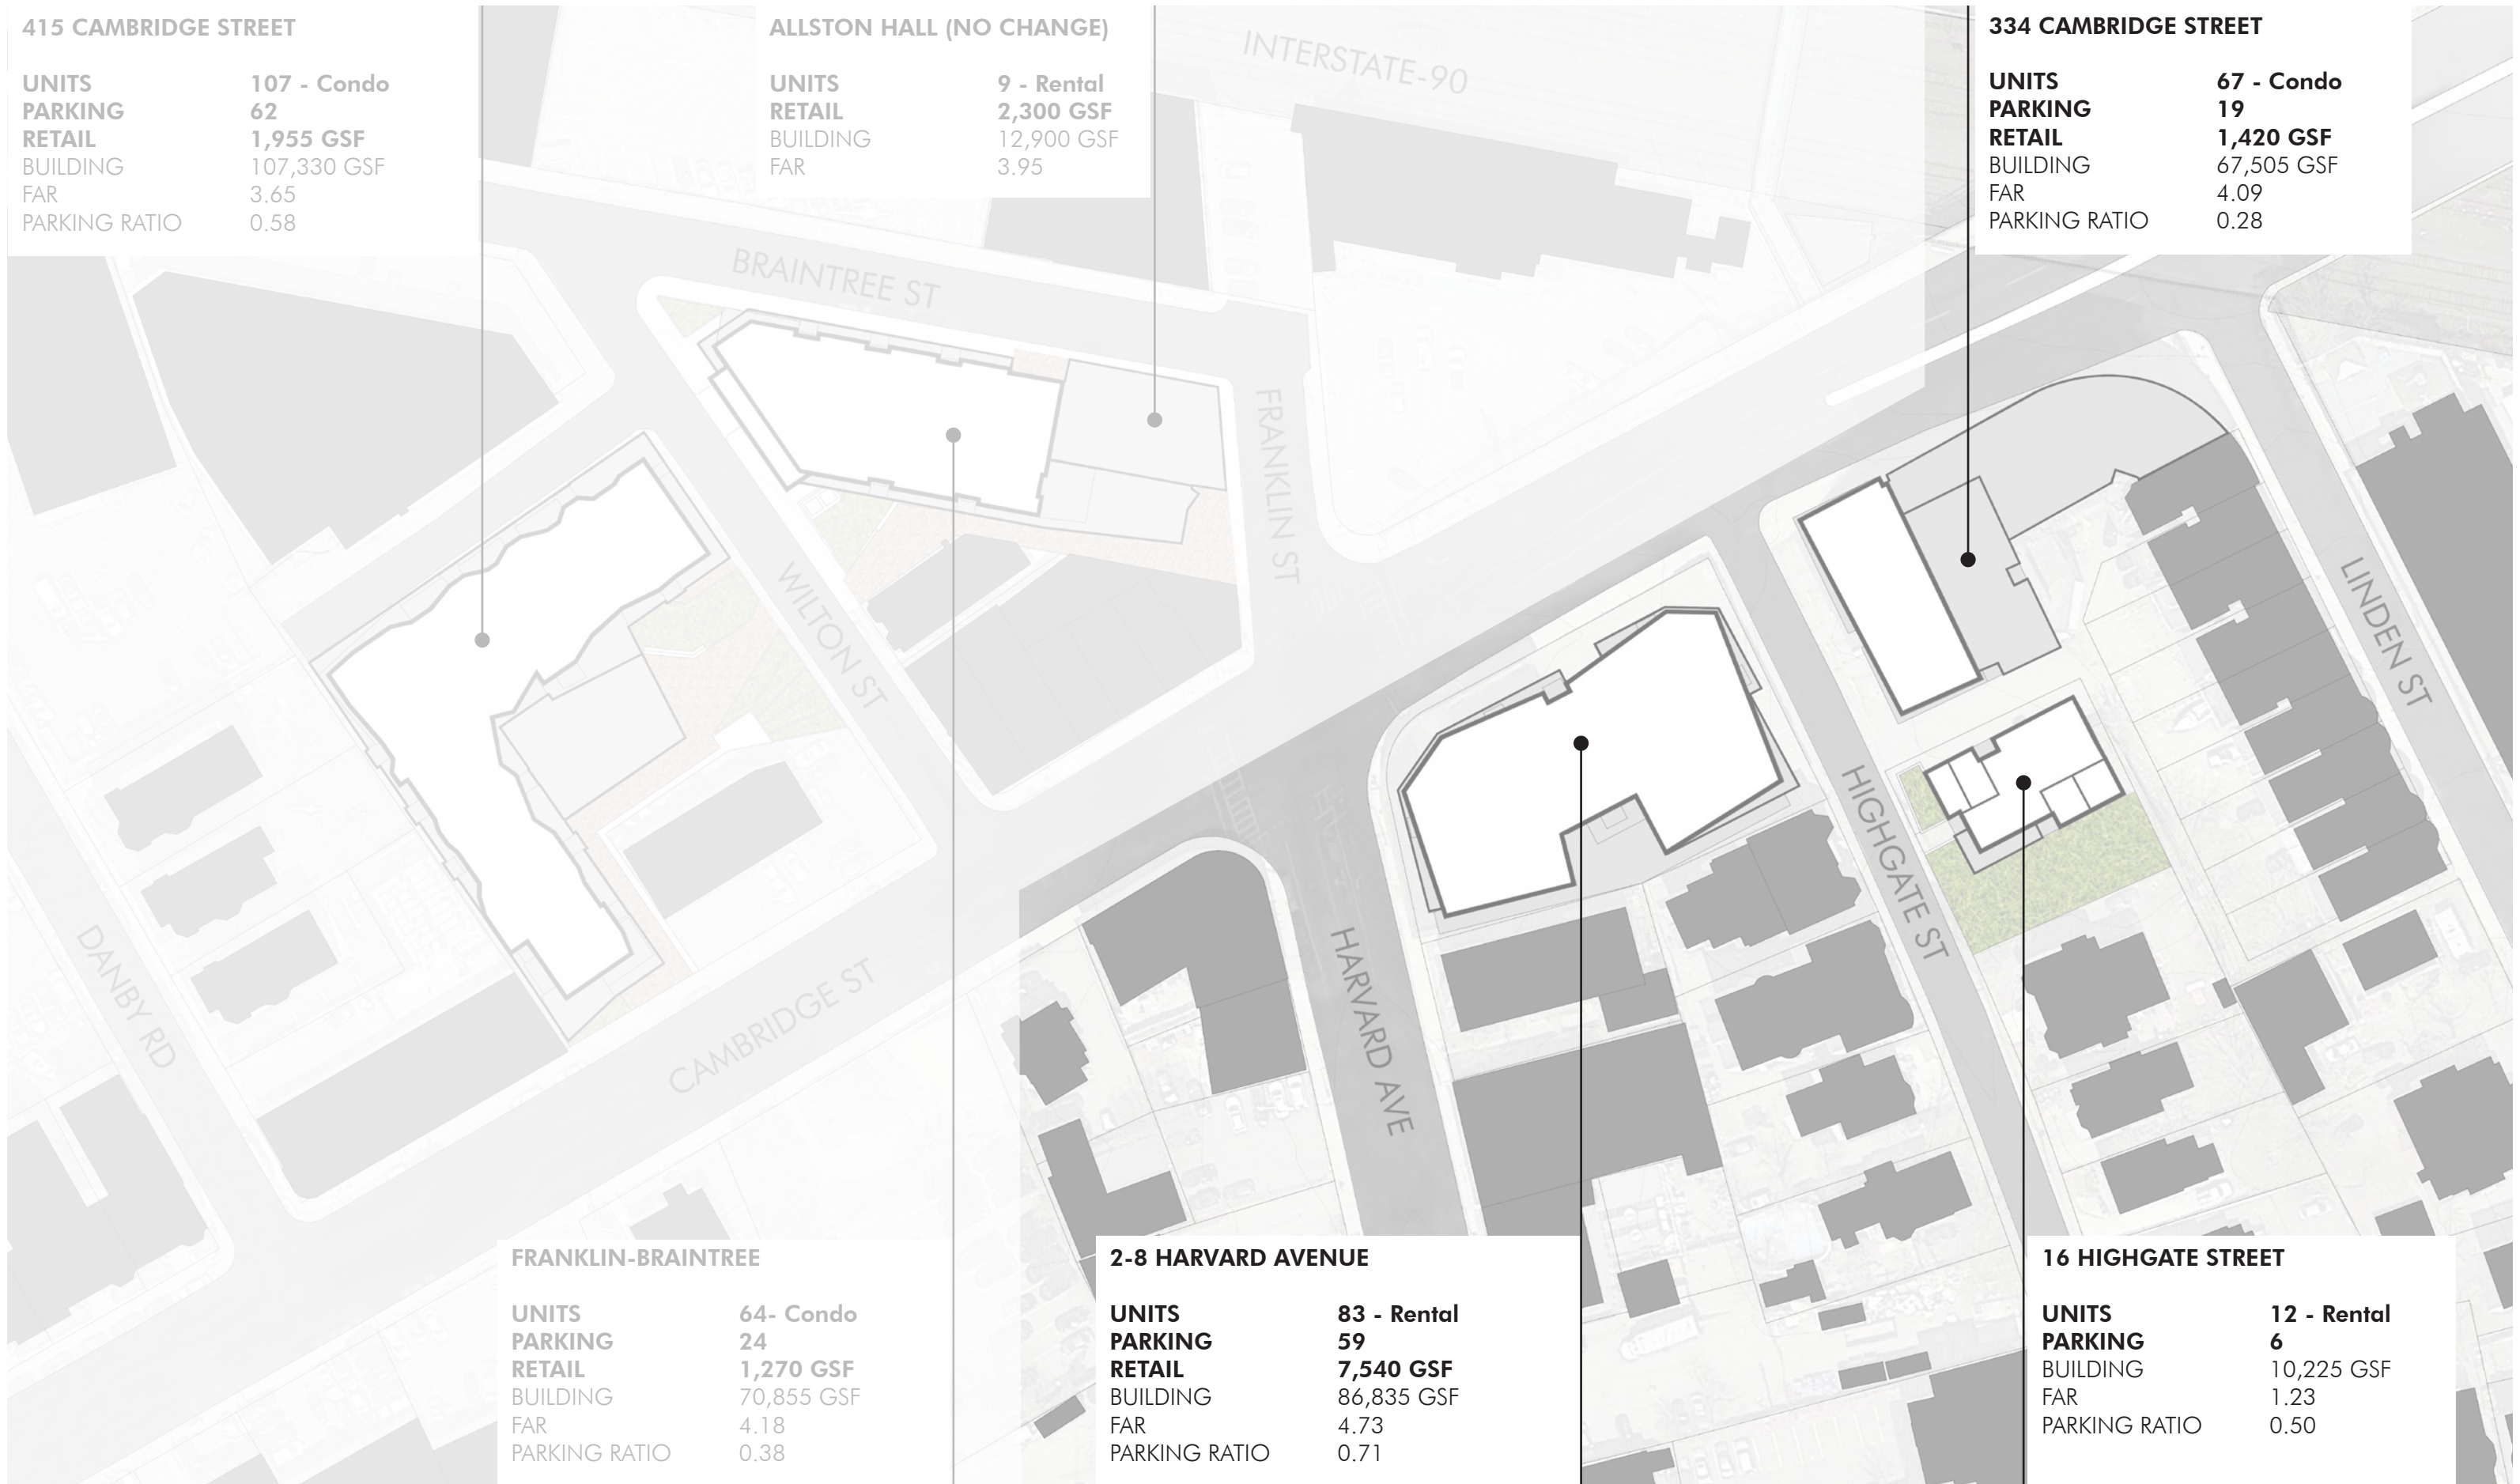 415 CAMBRIDGE STREET
UNITS 107 - Condo
PARKING 62
RETAIL 1,955 GSF
BUILDING 107,330 GSF
FAR 3.65
PARKING RATIO 0.58
ALLSTON HALL (NO CHANGE)
UNITS 9 - Rental
RETAIL 2,300 GSF
BUILDING 12,900 GSF
FAR 3.95
334 CAMBRIDGE STREET
UNITS 67 - Condo
PARKING 19
RETAIL 1,420 GSF
BUILDING 67,505 GSF
FAR 4.09
PARKING RATIO 0.28
INTERSTATE-90
BRAINTREE ST
FRANKLIN ST
WILTON ST
LINDEN ST
HIGHGATE ST
HARVARD AVE
DANBY RD
CAMBRIDGE ST
FRANKLIN-BRAINTREE
UNITS 64- Condo
PARKING 24
RETAIL 1,270 GSF
BUILDING 70,855 GSF
FAR 4.18
PARKING RATIO 0.38
2-8 HARVARD AVENUE
UNITS 83 - Rental
PARKING 59
RETAIL 7,540 GSF
BUILDING 86,835 GSF
FAR 4.73
PARKING RATIO 0.71
16 HIGHGATE STREET
UNITS 12 - Rental
PARKING 6
BUILDING 10,225 GSF
FAR 1.23
PARKING RATIO 0.50